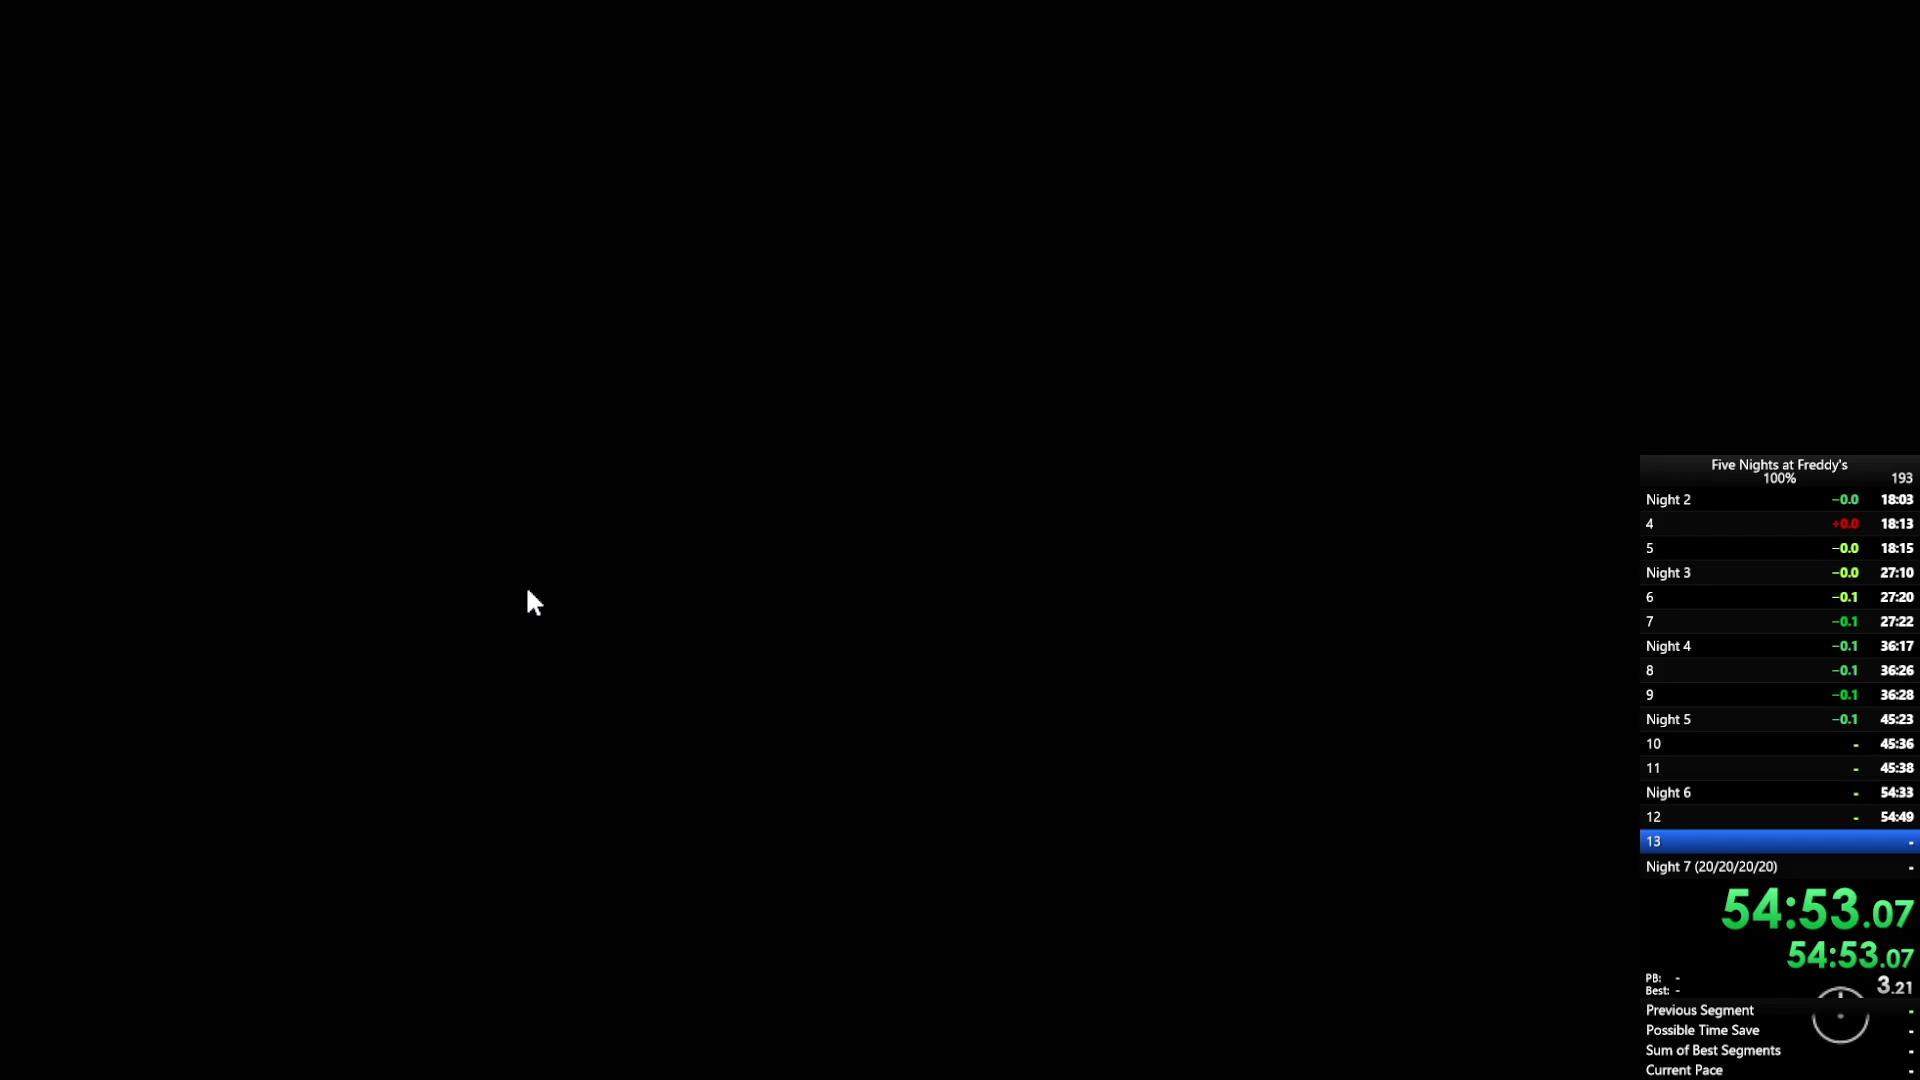 Five Nights at Freddy's
100% 193
Night 2 −0.0 18:03
4 +0.0 18:13
5 −0.0 18:15
Night 3 −0.0 27:10
6 −0.1 27:20
7 −0.1 27:22
Night 4 −0.1 36:17
8 −0.1 36:26
9 −0.1 36:28
Night 5 −0.1 45:23
10 - 45:36
11 - 45:38
Night 6 - 54:33
12 - 54:49
13 -
Night 7 (20/20/20/20) -
54:53.07
54:53.07
PB: -
Best: - 3.21
Previous Segment -
Possible Time Save -
Sum of Best Segments -
Current Pace -